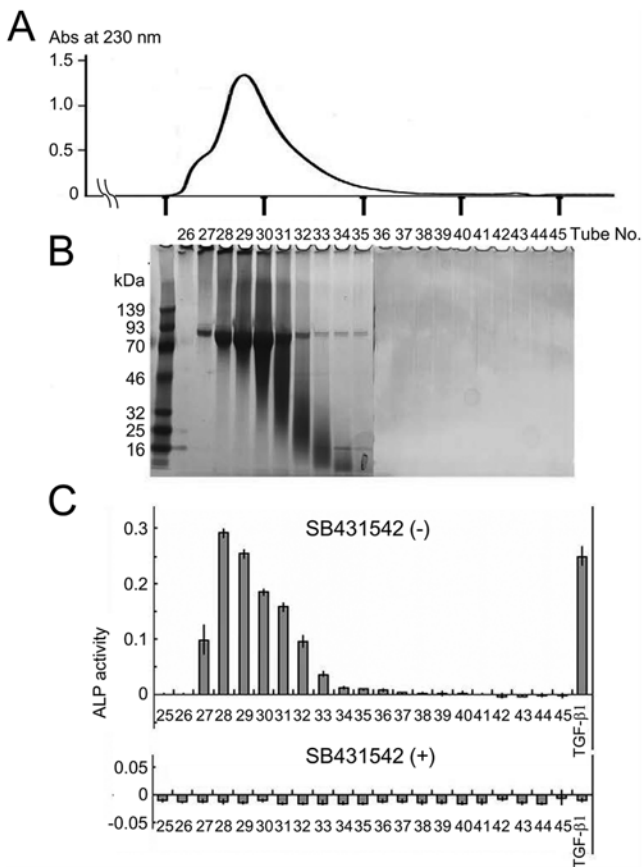 A
Abs at 230 nm
1.5
1.0
0.5
0
26 27 28 29 30 31 32 33 34 35 36 37 38 39 40 41 42 43 44 45 Tube No.
B
kDa
139
93
70
46
32
25
16
C
SB431542 (-)
0.3
0.2
0.1
0
ALP activity
25 26 27 28 29 30 31 32 33 34 35 36 37 38 39 40 41 42 43 44 45 TGF-β1
SB431542 (+)
0.05
0
-0.05
25 26 27 28 29 30 31 32 33 34 35 36 37 38 39 40 41 42 43 44 45 TGF-β1